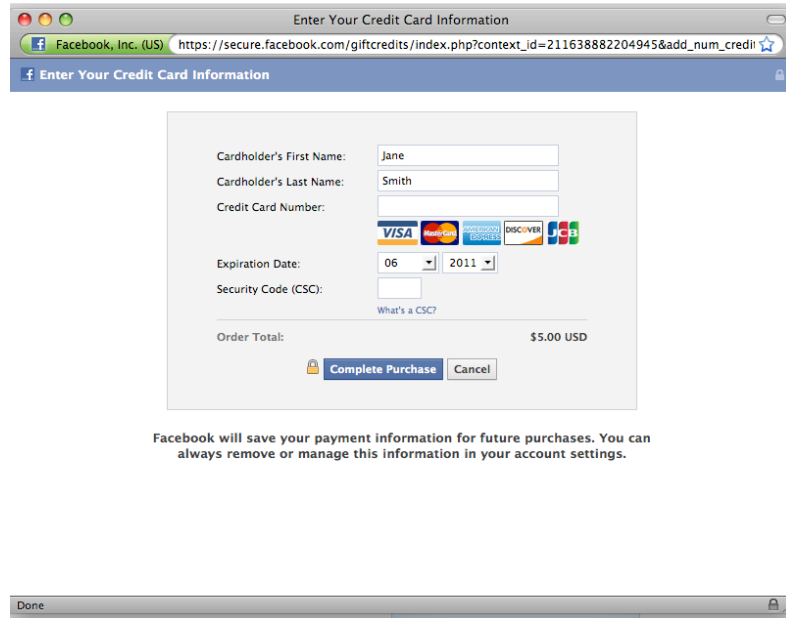 Enter Your Credit Card Information
Facebook, Inc. (US) https://secure.facebook.com/giftcredits/index.php?context_id=211638882204945&add_num_credit
f Enter Your Credit Card Information
Cardholder's First Name: Jane
Cardholder's Last Name: Smith
Credit Card Number:
VISA MasterCard AMERICAN EXPRESS DISCOVER JCB
Expiration Date: 06 2011
Security Code (CSC):
What's a CSC?
Order Total: $5.00 USD
Complete Purchase Cancel
Facebook will save your payment information for future purchases. You can
always remove or manage this information in your account settings.
Done